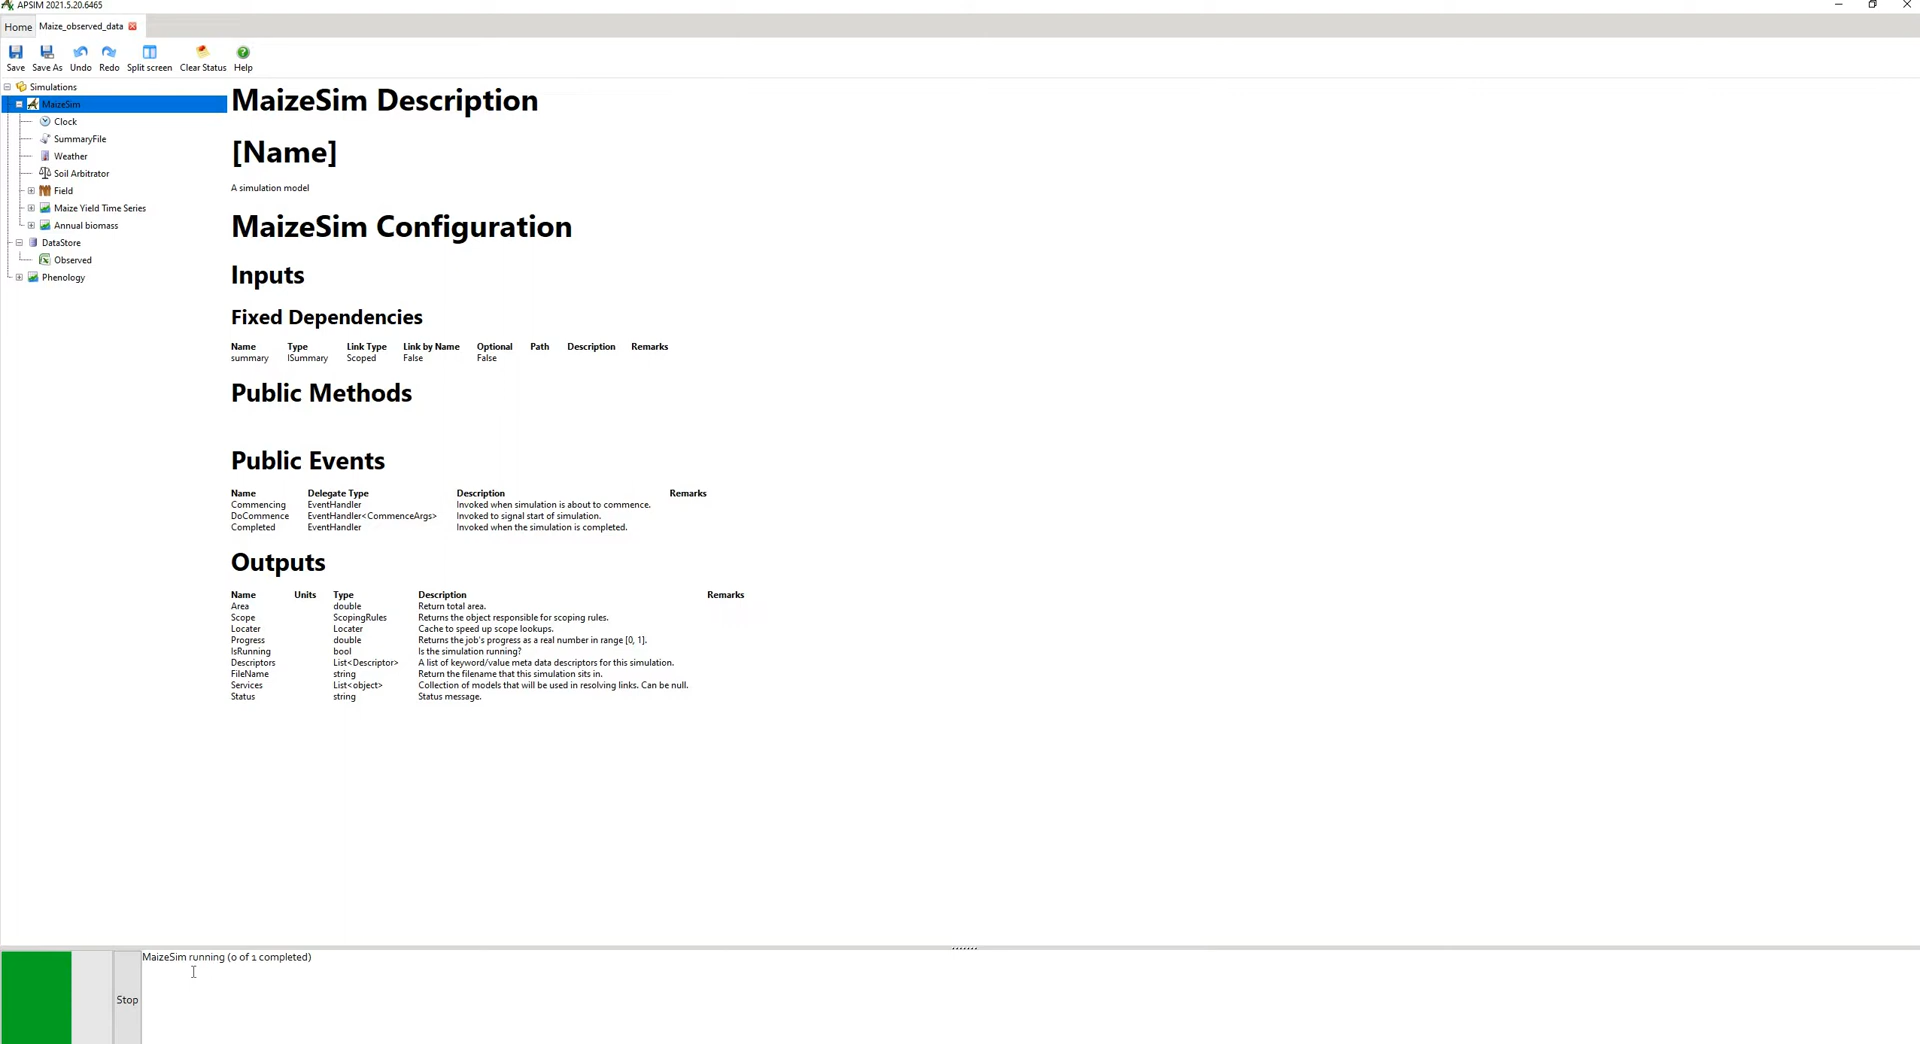 APSIM 2021.5.20.6465
Home Maize_observed_data
Save Save As Undo Redo Split screen Clear Status Help
Simulations
MaizeSim
Clock
SummaryFile
Weather
Soil Arbitrator
Field
Maize Yield Time Series
Annual biomass
DataStore
Observed
Phenology
MaizeSim Description
[Name]
A simulation model
MaizeSim Configuration
Inputs
Fixed Dependencies
Name Type Link Type Link by Name Optional Path Description Remarks
summary ISummary Scoped False False
Public Methods
Public Events
Name Delegate Type Description Remarks
Commencing EventHandler Invoked when simulation is about to commence.
DoCommence EventHandler<CommenceArgs> Invoked to signal start of simulation.
Completed EventHandler Invoked when the simulation is completed.
Outputs
Name Units Type Description Remarks
Area double Return total area.
Scope ScopingRules Returns the object responsible for scoping rules.
Locater Locater Cache to speed up scope lookups.
Progress double Returns the job's progress as a real number in range [0, 1].
IsRunning bool Is the simulation running?
Descriptors List<Descriptor> A list of keyword/value meta data descriptors for this simulation.
FileName string Return the filename that this simulation sits in.
Services List<object> Collection of models that will be used in resolving links. Can be null.
Status string Status message.
MaizeSim running (0 of 1 completed)
Stop